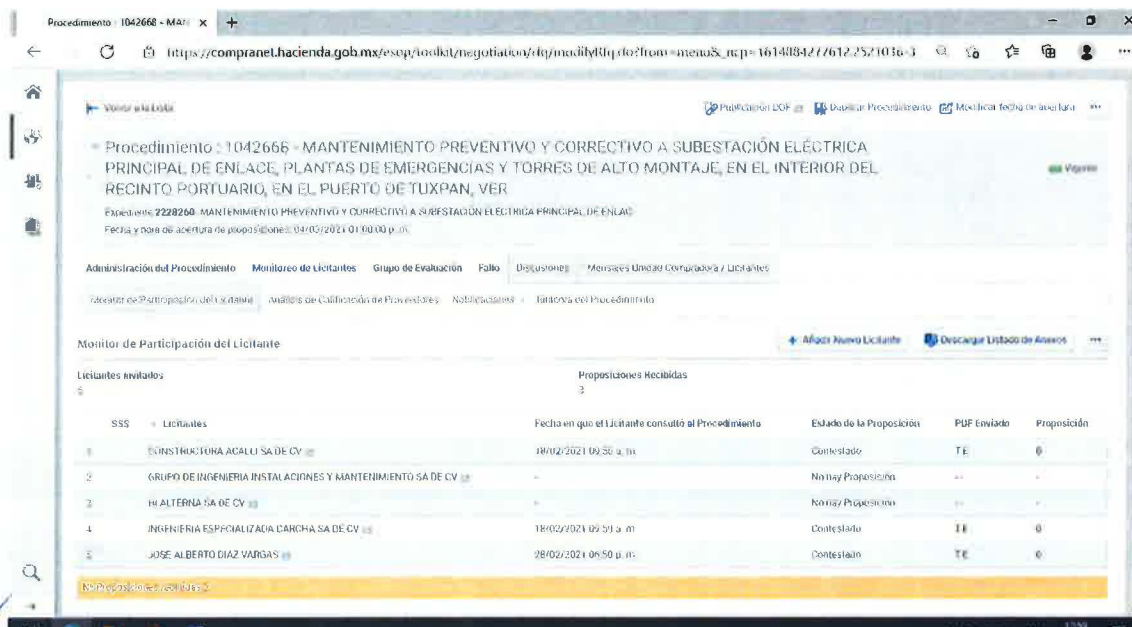 Procedimiento : 1042668 - MAN
https://compranet.hacienda.gob.mx/esop/toolkit/negotiation/rfq/modifyRfq.do?from=menu&_ncp=1614884277612.2521036-3
Volver a la Lista
Publicación DOF Duplicar Procedimiento Modificar fecha de apertura ...
Procedimiento : 1042666 - MANTENIMIENTO PREVENTIVO Y CORRECTIVO A SUBESTACIÓN ELÉCTRICA
PRINCIPAL DE ENLACE, PLANTAS DE EMERGENCIAS Y TORRES DE ALTO MONTAJE, EN EL INTERIOR DEL
RECINTO PORTUARIO, EN EL PUERTO DE TUXPAN, VER
Vigente
Expediente 2228260- MANTENIMIENTO PREVENTIVO Y CORRECTIVO A SUBESTACIÓN ELÉCTRICA PRINCIPAL DE ENLAC
Fecha y hora de apertura de proposiciones: 04/03/2021 01:00:00 p. m.
Administración del Procedimiento Monitoreo de Licitantes Grupo de Evaluación Fallo Discusiones Mensajes Unidad Compradora / Licitantes
Monitor de Participación del Licitante Análisis de Calificación de Proveedores Notificaciones Historia del Procedimiento
Monitor de Participación del Licitante
+ Añadir Nuevo Licitante Descargar Listado de Anexos ...
Licitantes Invitados Proposiciones Recibidas
5 3
SSS Licitantes Fecha en que el Licitante consultó el Procedimiento Estado de la Proposición PDF Enviado Proposición
1 CONSTRUCTORA ACALLI SA DE CV 18/02/2021 09:56 a. m. Contestado T E 0
2 GRUPO DE INGENIERIA INSTALACIONES Y MANTENIMIENTO SA DE CV - No hay Proposición -- -
3 ALTERNA SA DE CV - No hay Proposición -- -
4 INGENIERIA ESPECIALIZADA CARCHA SA DE CV 18/02/2021 09:59 a. m. Contestado T E 0
5 JOSE ALBERTO DIAZ VARGAS 28/02/2021 06:50 p. m. Contestado T E 0
Nº Proposiciones recibidas 3